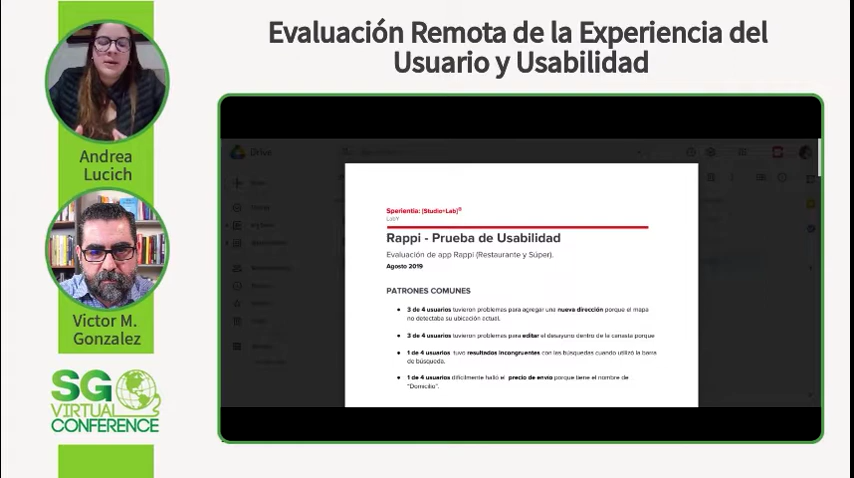 Evaluación Remota de la Experiencia del
Usuario y Usabilidad
Andrea
Lucich
Victor M.
Gonzalez
SG
VIRTUAL
CONFERENCE
Drive
Sperientia: [Studio+Lab]®
Rappi - Prueba de Usabilidad
Evaluación de app Rappi (Restaurante y Súper).
Agosto 2019
PATRONES COMUNES
3 de 4 usuarios tuvieron problemas para agregar una nueva dirección porque el mapa
no detectaba su ubicación actual.
3 de 4 usuarios tuvieron problemas para editar el desayuno dentro de la canasta porque
1 de 4 usuarios tuvo resultados incongruentes con las búsquedas cuando utilizó la barra
de búsqueda.
1 de 4 usuarios difícilmente halló el precio de envío porque tiene el nombre de
"Domicilio".